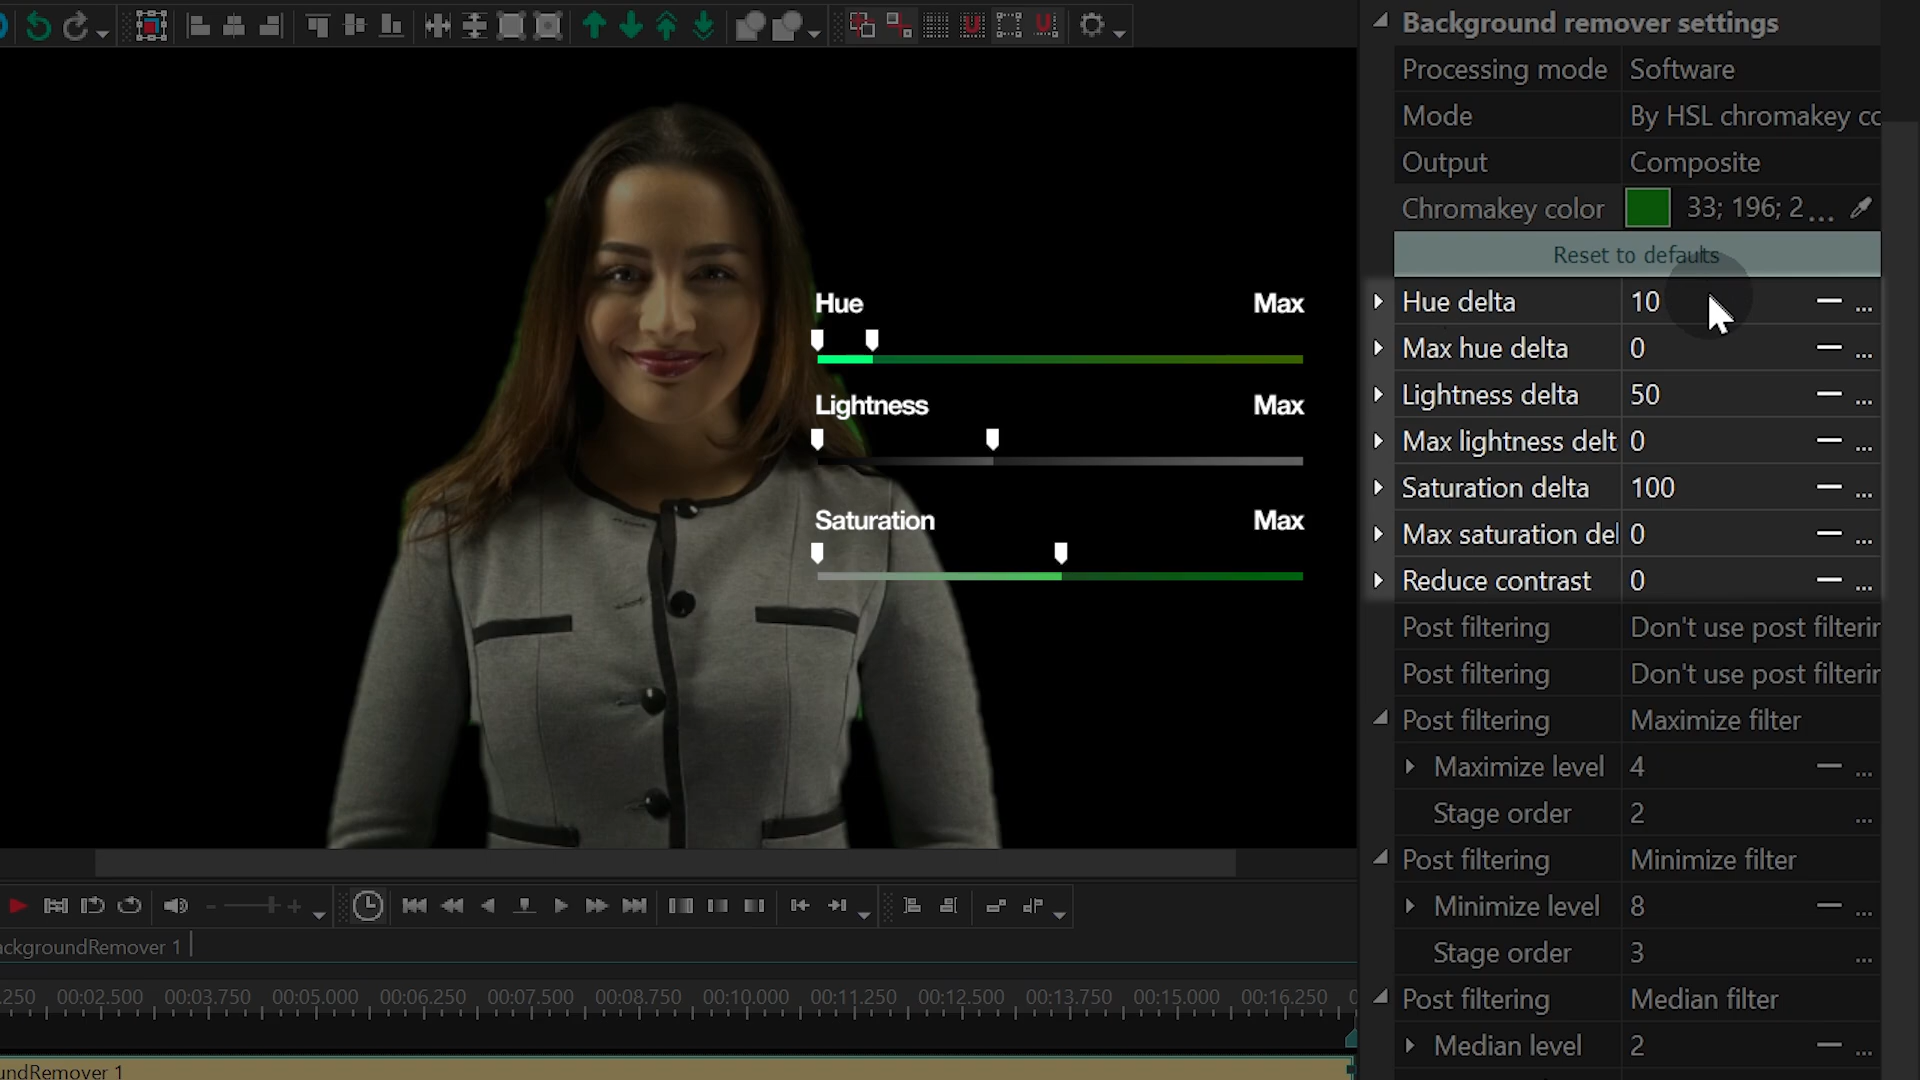 Background remover settings
Processing mode Software
Mode By HSL chromakey cc
Output Composite
Chromakey color 33; 196; 2...
Reset to defaults
Hue delta 10 ...
Max hue delta 0 ...
Lightness delta 50 ...
Max lightness delt 0 ...
Saturation delta 100 ...
Max saturation del 0 ...
Reduce contrast 0 ...
Post filtering Don't use post filterin
Post filtering Don't use post filterin
Post filtering Maximize filter
Maximize level 4 ...
Stage order 2 ...
Post filtering Minimize filter
Minimize level 8 ...
Stage order 3 ...
Post filtering Median filter
Median level 2 ...
Hue Max
Lightness Max
Saturation Max
ackgroundRemover 1
.250 00:02.500 00:03.750 00:05.000 00:06.250 00:07.500 00:08.750 00:10.000 00:11.250 00:12.500 00:13.750 00:15.000 00:16.250
undRemover 1